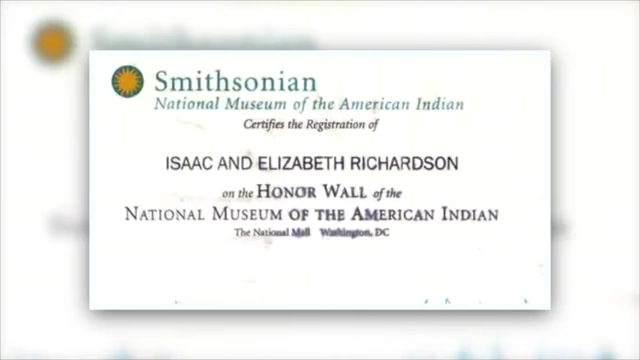 Smithsonian
National Museum of the American Indian
Certifies the Registration of
ISAAC AND ELIZABETH RICHARDSON
on the HONOR WALL of the
NATIONAL MUSEUM OF THE AMERICAN INDIAN
The National Mall Washington, DC